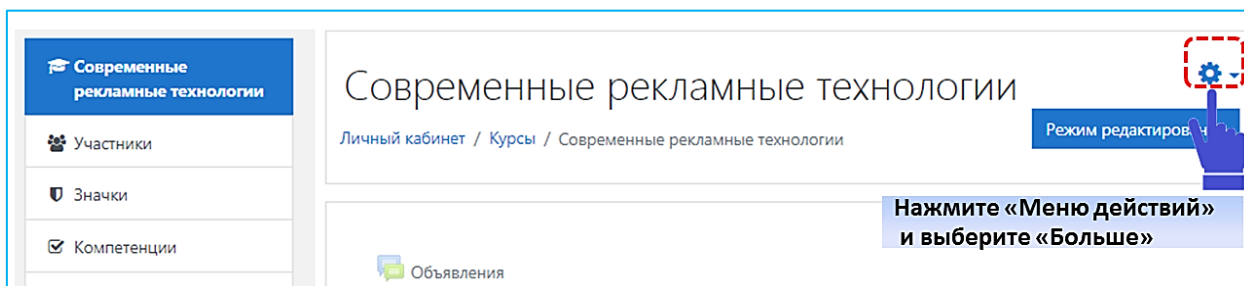 Современные
рекламные технологии
Участники
Значки
Компетенции
Современные рекламные технологии
Личный кабинет / Курсы / Современные рекламные технологии
Режим
Нажмите «Меню действий»
и выберите «Больше»
Объявления